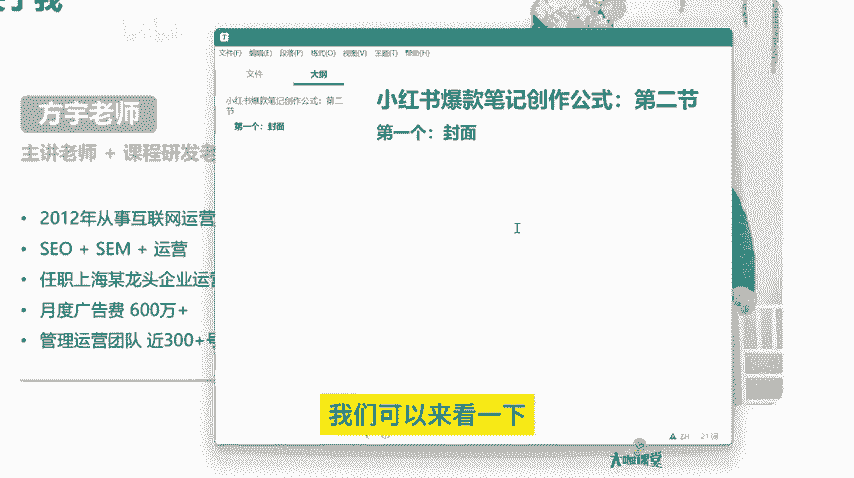 关于我
方宇老师
主讲老师 + 课程研发老
• 2012年从事互联网运营
• SEO + SEM + 运营
• 任职上海某龙头企业运营
• 月度广告费 600万+
• 管理运营团队 近300+号
文件(F) 编辑(E) 段落(P) 格式(O) 视图(V) 主题(T) 帮助(H)
文件 大纲
小红书爆款笔记创作公式：第二
节
第一个：封面
小红书爆款笔记创作公式：第二节
第一个：封面
我们可以来看一下
ZH 21 词
大咖课堂